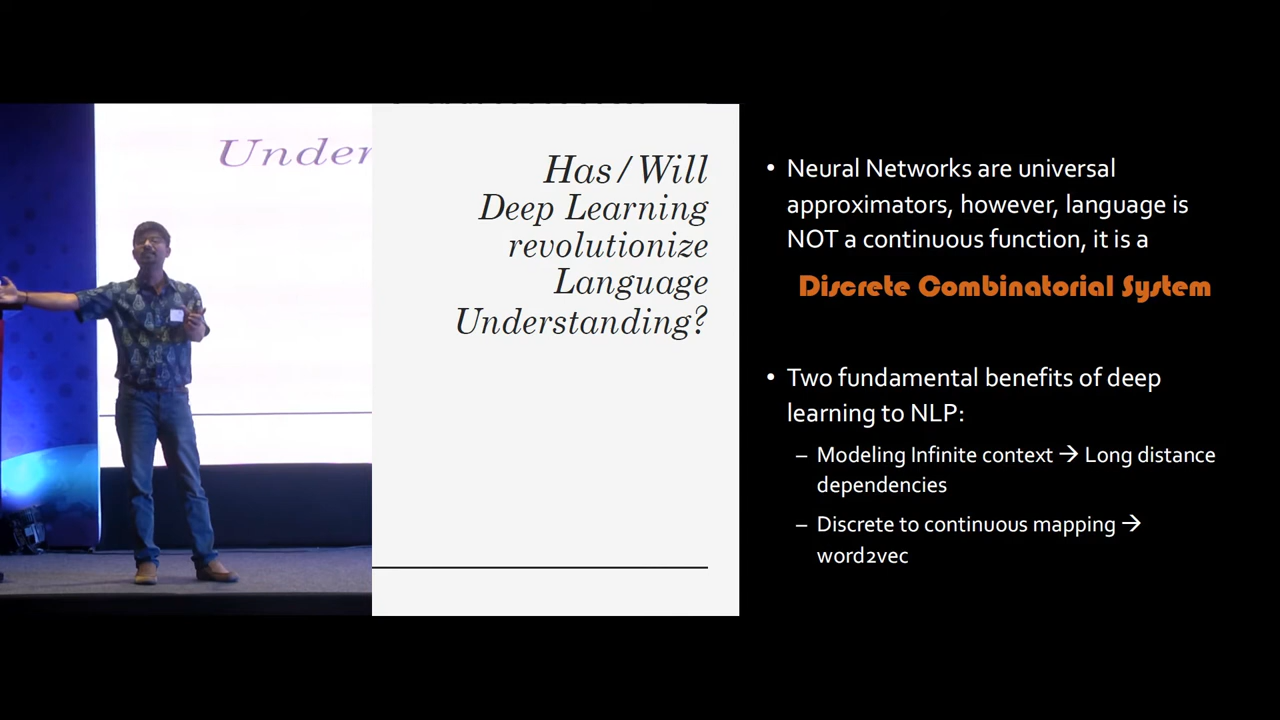 Under
Has/Will
Deep Learning
revolutionize
Language
Understanding?
• Neural Networks are universal
approximators, however, language is
NOT a continuous function, it is a
Discrete Combinatorial System
• Two fundamental benefits of deep
learning to NLP:
– Modeling Infinite context → Long distance
dependencies
– Discrete to continuous mapping →
word2vec